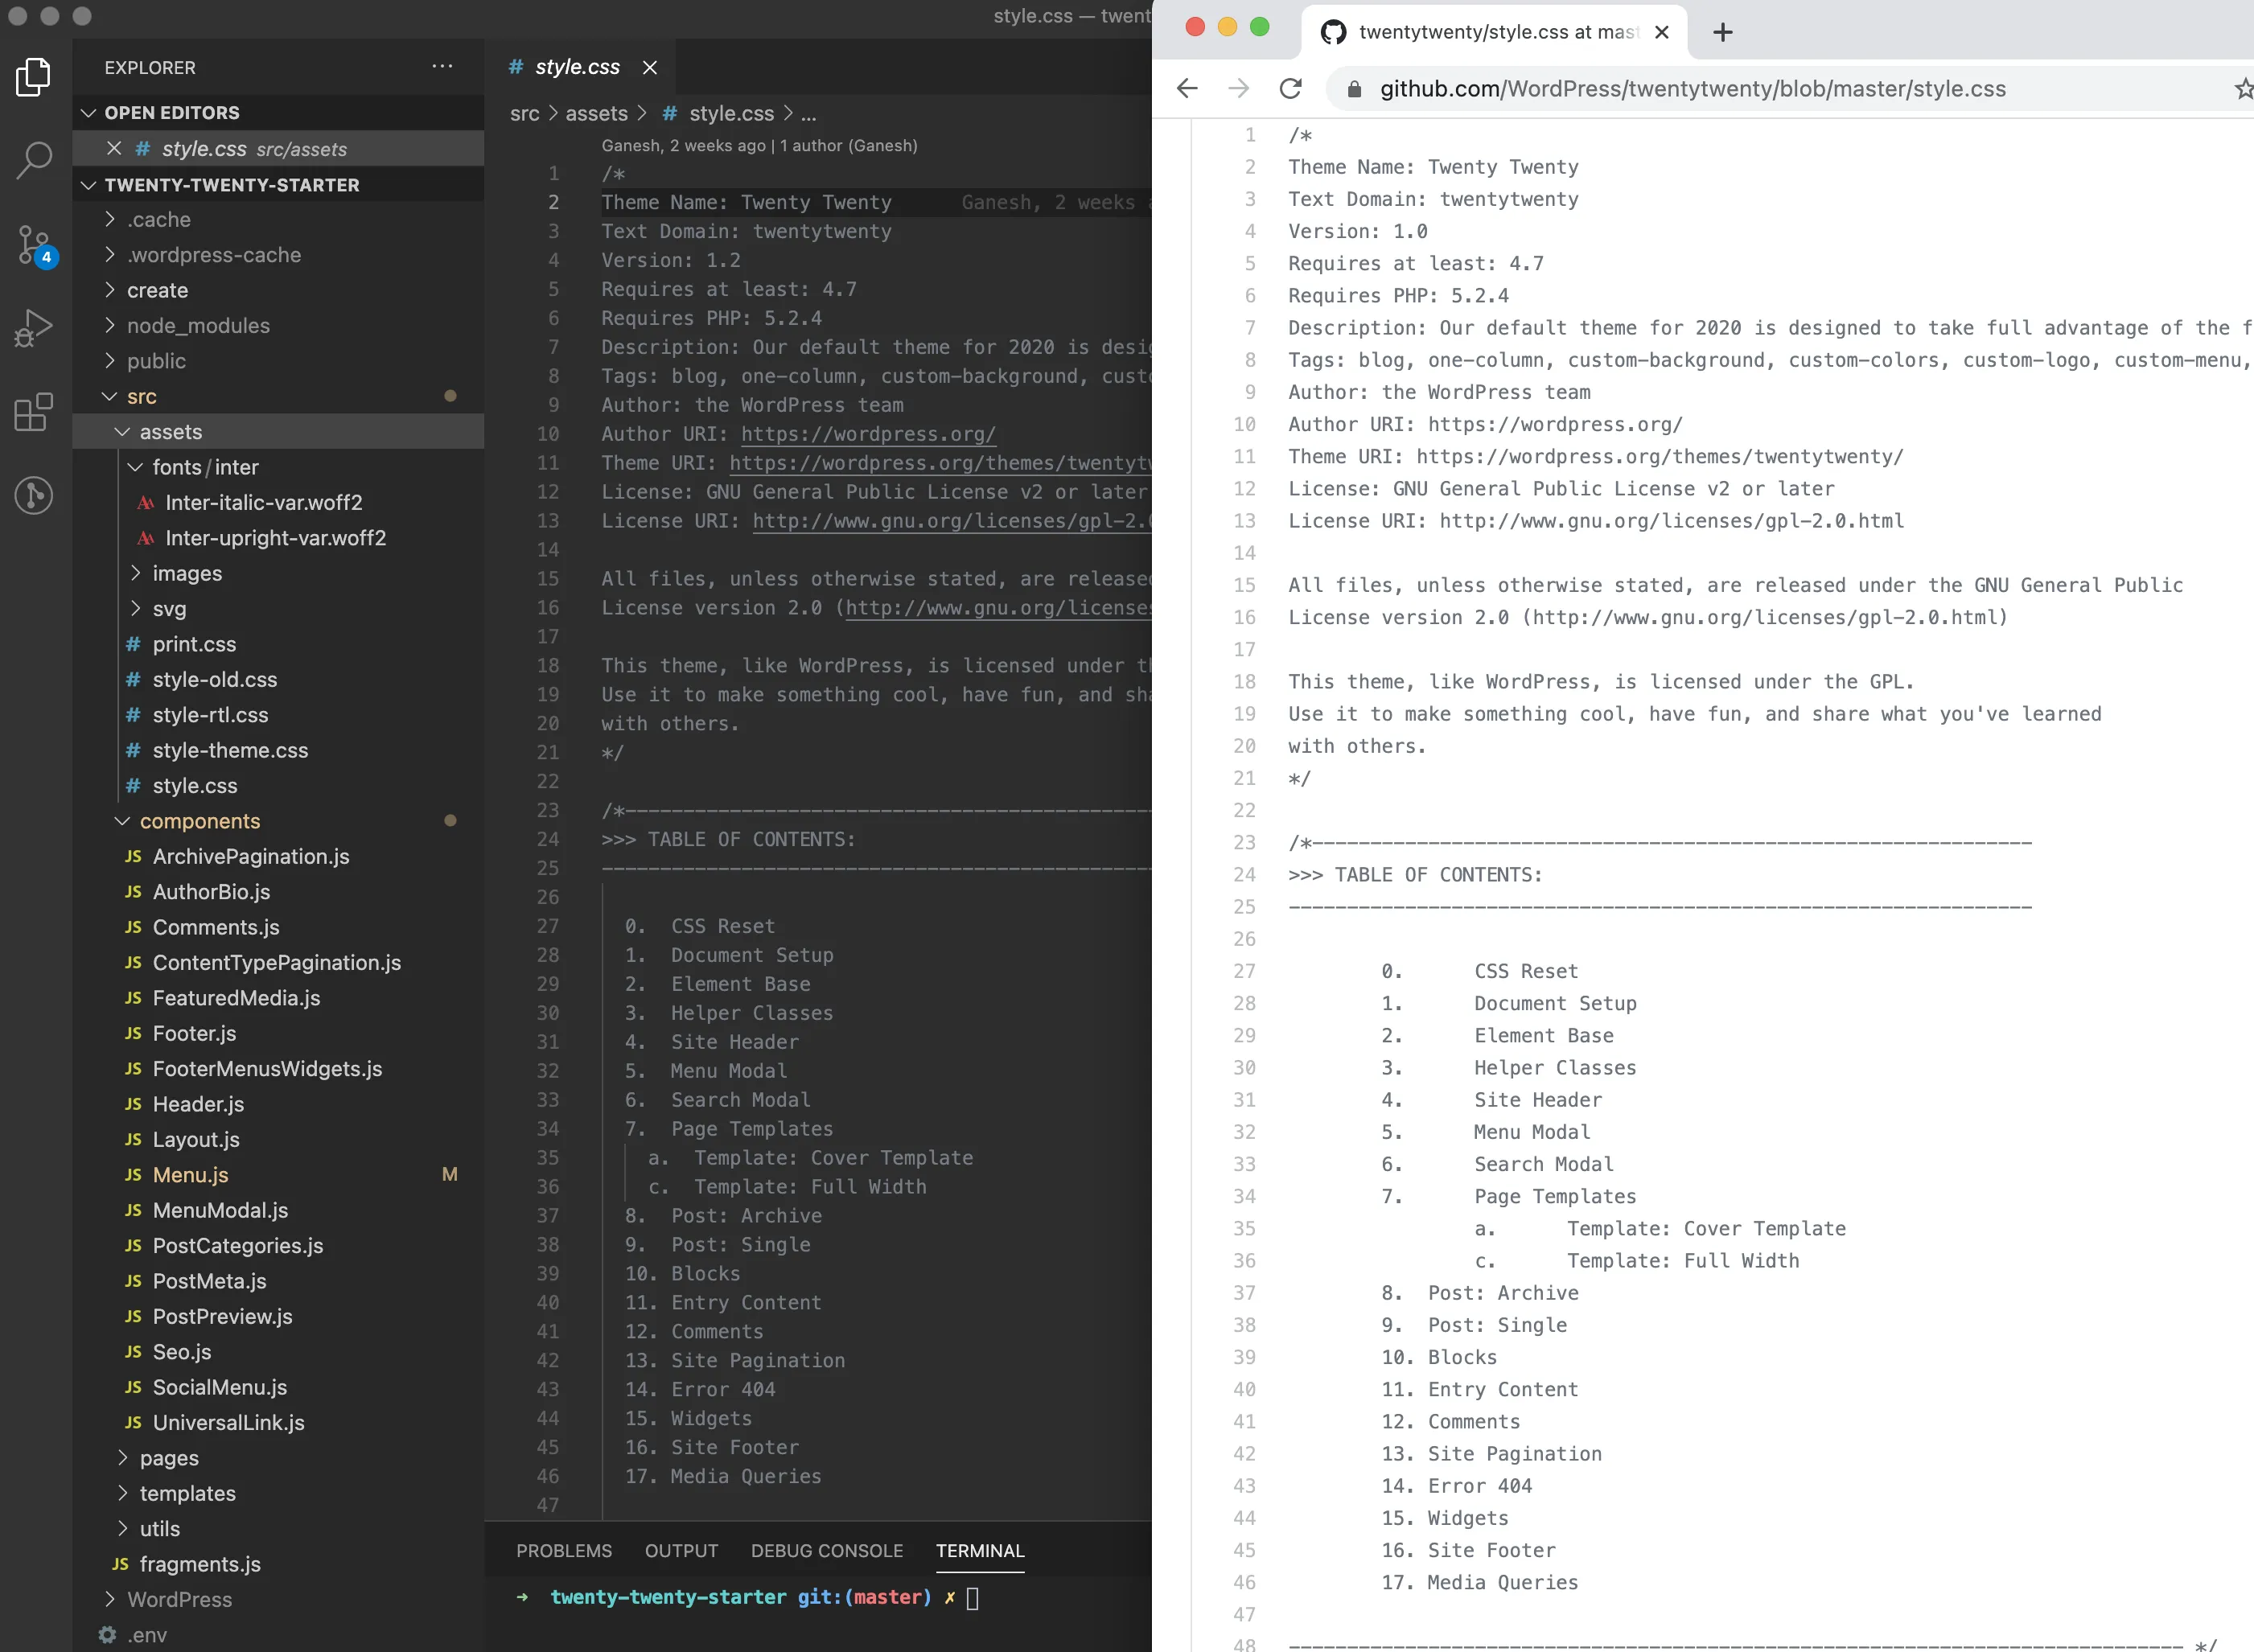 style.css — twent
EXPLORER
OPEN EDITORS
style.css src/assets
TWENTY-TWENTY-STARTER
.cache
.wordpress-cache
create
node_modules
public
src
assets
fonts/inter
Inter-italic-var.woff2
Inter-upright-var.woff2
images
svg
# print.css
# style-old.css
# style-rtl.css
# style-theme.css
# style.css
components
JS ArchivePagination.js
JS AuthorBio.js
JS Comments.js
JS ContentTypePagination.js
JS FeaturedMedia.js
JS Footer.js
JS FooterMenusWidgets.js
JS Header.js
JS Layout.js
JS Menu.js M
JS MenuModal.js
JS PostCategories.js
JS PostMeta.js
JS PostPreview.js
JS Seo.js
JS SocialMenu.js
JS UniversalLink.js
pages
templates
utils
JS fragments.js
WordPress
.env
4
# style.css
src > assets > # style.css > ...
Ganesh, 2 weeks ago | 1 author (Ganesh)
1 /*
2 Theme Name: Twenty Twenty Ganesh, 2 weeks a
3 Text Domain: twentytwenty
4 Version: 1.2
5 Requires at least: 4.7
6 Requires PHP: 5.2.4
7 Description: Our default theme for 2020 is desig
8 Tags: blog, one-column, custom-background, custo
9 Author: the WordPress team
10 Author URI: https://wordpress.org/
11 Theme URI: https://wordpress.org/themes/twentytw
12 License: GNU General Public License v2 or later
13 License URI: http://www.gnu.org/licenses/gpl-2.0
14
15 All files, unless otherwise stated, are released
16 License version 2.0 (http://www.gnu.org/licenses
17
18 This theme, like WordPress, is licensed under th
19 Use it to make something cool, have fun, and sha
20 with others.
21 */
22
23 /*-----------------------------------------------
24 >>> TABLE OF CONTENTS:
25 ------------------------------------------------
26
27 0. CSS Reset
28 1. Document Setup
29 2. Element Base
30 3. Helper Classes
31 4. Site Header
32 5. Menu Modal
33 6. Search Modal
34 7. Page Templates
35 a. Template: Cover Template
36 c. Template: Full Width
37 8. Post: Archive
38 9. Post: Single
39 10. Blocks
40 11. Entry Content
41 12. Comments
42 13. Site Pagination
43 14. Error 404
44 15. Widgets
45 16. Site Footer
46 17. Media Queries
47
PROBLEMS OUTPUT DEBUG CONSOLE TERMINAL
→ twenty-twenty-starter git:(master) ✗
twentytwenty/style.css at mast
github.com/WordPress/twentytwenty/blob/master/style.css
1 /*
2 Theme Name: Twenty Twenty
3 Text Domain: twentytwenty
4 Version: 1.0
5 Requires at least: 4.7
6 Requires PHP: 5.2.4
7 Description: Our default theme for 2020 is designed to take full advantage of the f
8 Tags: blog, one-column, custom-background, custom-colors, custom-logo, custom-menu,
9 Author: the WordPress team
10 Author URI: https://wordpress.org/
11 Theme URI: https://wordpress.org/themes/twentytwenty/
12 License: GNU General Public License v2 or later
13 License URI: http://www.gnu.org/licenses/gpl-2.0.html
14
15 All files, unless otherwise stated, are released under the GNU General Public
16 License version 2.0 (http://www.gnu.org/licenses/gpl-2.0.html)
17
18 This theme, like WordPress, is licensed under the GPL.
19 Use it to make something cool, have fun, and share what you've learned
20 with others.
21 */
22
23 /*--------------------------------------------------------------
24 >>> TABLE OF CONTENTS:
25 ----------------------------------------------------------------
26
27 0. CSS Reset
28 1. Document Setup
29 2. Element Base
30 3. Helper Classes
31 4. Site Header
32 5. Menu Modal
33 6. Search Modal
34 7. Page Templates
35 a. Template: Cover Template
36 c. Template: Full Width
37 8. Post: Archive
38 9. Post: Single
39 10. Blocks
40 11. Entry Content
41 12. Comments
42 13. Site Pagination
43 14. Error 404
44 15. Widgets
45 16. Site Footer
46 17. Media Queries
47
48 ----------------------------------------------------------------------------- */